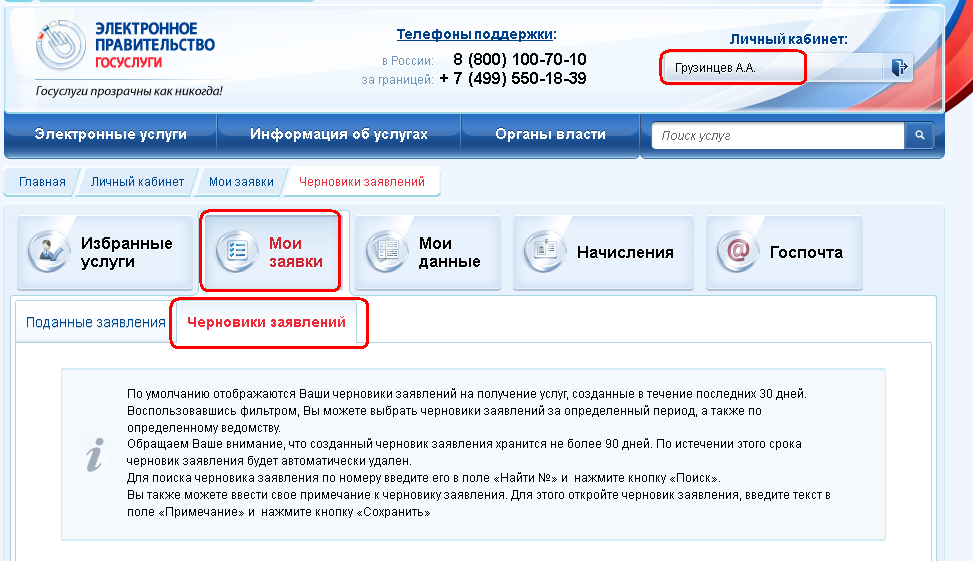 ЭЛЕКТРОННОЕ
ПРАВИТЕЛЬСТВО
ГОСУСЛУГИ
Госуслуги прозрачны как никогда!
Телефоны поддержки:
в России: 8 (800) 100-70-10
за границей: + 7 (499) 550-18-39
Личный кабинет:
Грузинцев А.А.
Электронные услуги
Информация об услугах
Органы власти
Поиск услуг
Главная
Личный кабинет
Мои заявки
Черновики заявлений
Избранные
услуги
Мои
заявки
Мои
данные
Начисления
Госпочта
Поданные заявления
Черновики заявлений
По умолчанию отображаются Ваши черновики заявлений на получение услуг, созданные в течение последних 30 дней.
Воспользовавшись фильтром, Вы можете выбрать черновики заявлений за определенный период, а также по
определенному ведомству.
Обращаем Ваше внимание, что созданный черновик заявления хранится не более 90 дней. По истечении этого срока
черновик заявления будет автоматически удален.
Для поиска черновика заявления по номеру введите его в поле «Найти №» и нажмите кнопку «Поиск».
Вы также можете ввести свое примечание к черновику заявления. Для этого откройте черновик заявления, введите текст в
поле «Примечание» и нажмите кнопку «Сохранить»